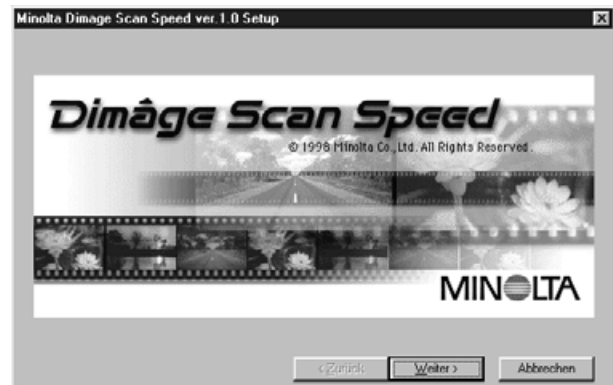 Minolta Dimage Scan Speed ver.1.0 Setup
Dimâge Scan Speed
© 1998 Minolta Co., Ltd. All Rights Reserved.
MINOLTA
< Zurück Weiter > Abbrechen